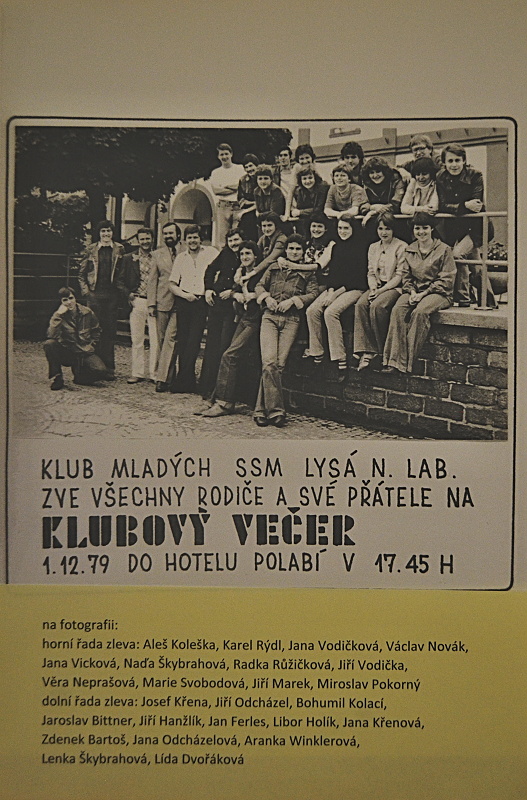 KLUB MLADÝCH SSM LYSÁ N. LAB.
ZVE VŠECHNY RODIČE A SVÉ PŘÁTELE NA
KLUBOVÝ VEČER
1.12.79 DO HOTELU POLABÍ V 17.45 H
na fotografii:
horní řada zleva: Aleš Koleška, Karel Rýdl, Jana Vodičková, Václav Novák,
Jana Vicková, Naďa Škybrahová, Radka Růžičková, Jiří Vodička,
Věra Neprašová, Marie Svobodová, Jiří Marek, Miroslav Pokorný
dolní řada zleva: Josef Křena, Jiří Odcházel, Bohumil Kolací,
Jaroslav Bittner, Jiří Hanžlík, Jan Ferles, Libor Holík, Jana Křenová,
Zdenek Bartoš, Jana Odcházelová, Aranka Winklerová,
Lenka Škybrahová, Lída Dvořáková